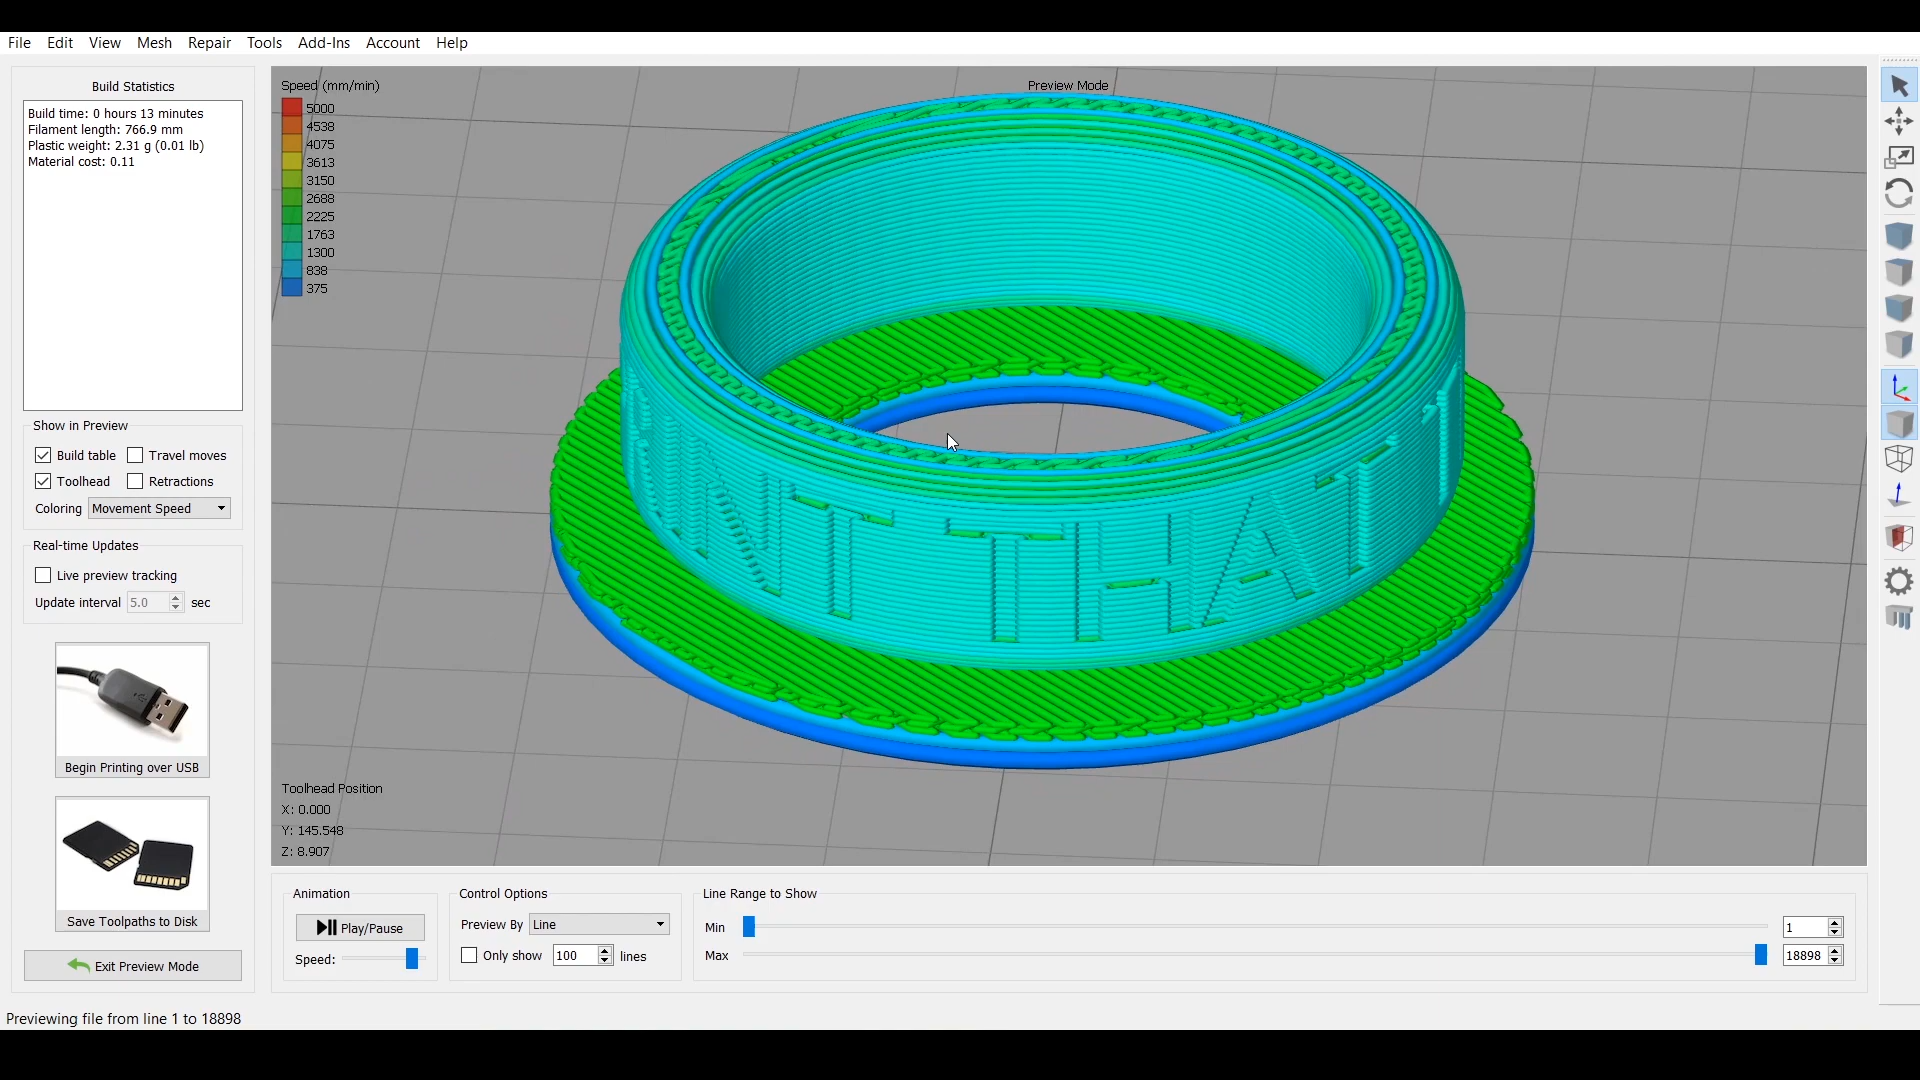 File Edit View Mesh Repair Tools Add-Ins Account Help
Build Statistics
Build time: 0 hours 13 minutes
Filament length: 766.9 mm
Plastic weight: 2.31 g (0.01 lb)
Material cost: 0.11
Show in Preview
Build table Travel moves
Toolhead Retractions
Coloring Movement Speed
Real-time Updates
Live preview tracking
Update interval 5.0 sec
Begin Printing over USB
Save Toolpaths to Disk
Exit Preview Mode
Speed (mm/min)
5000
4538
4075
3613
3150
2688
2225
1763
1300
838
375
Preview Mode
THAT
Toolhead Position
X: 0.000
Y: 145.548
Z: 8.907
Animation
Play/Pause
Speed:
Control Options
Preview By Line
Only show 100 lines
Line Range to Show
Min 1
Max 18898
Previewing file from line 1 to 18898